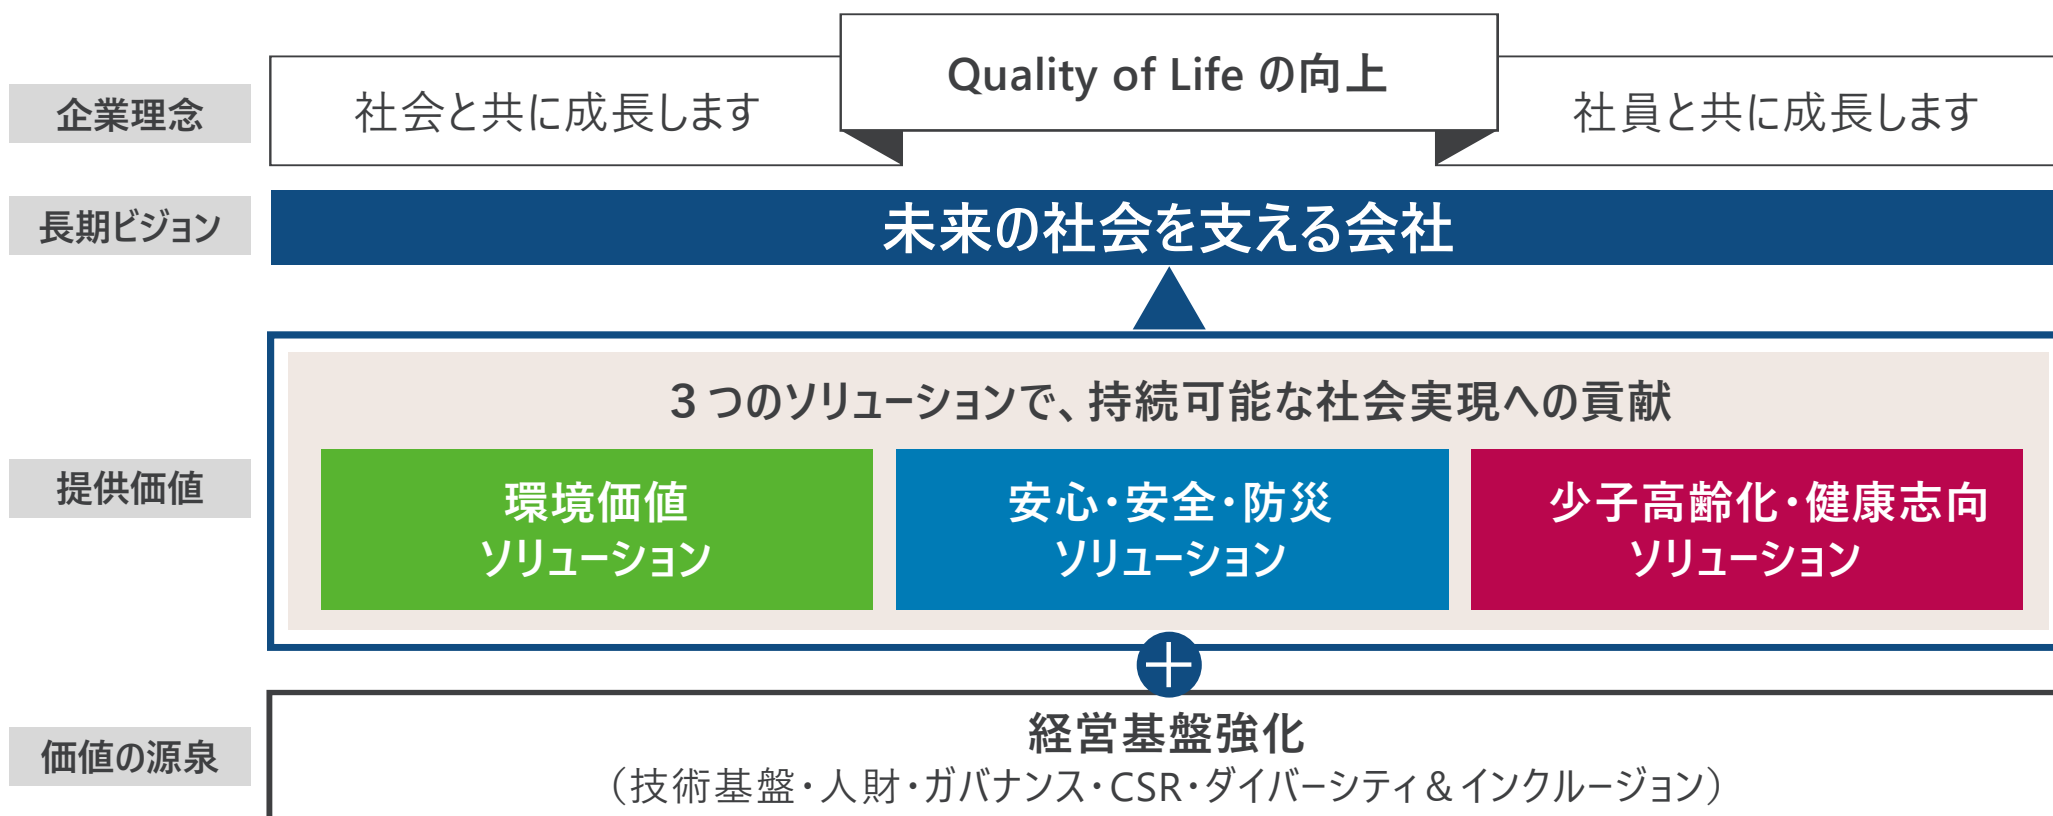 企業理念
社会と共に成長します
Quality of Life の向上
社員と共に成長します
長期ビジョン
未来の社会を支える会社
提供価値
3 つのソリューションで、持続可能な社会実現への貢献
環境価値
ソリューション
安心・安全・防災
ソリューション
少子高齢化・健康志向
ソリューション
価値の源泉
経営基盤強化
（技術基盤・人財・ガバナンス・CSR・ダイバーシティ＆インクルージョン）